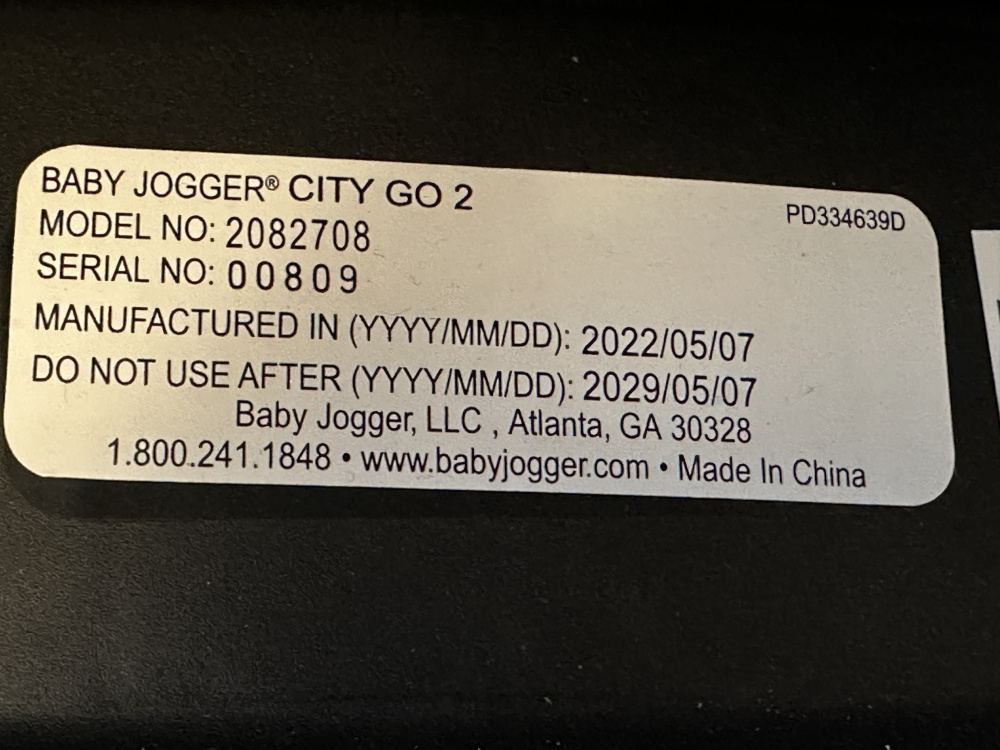 BABY JOGGER® CITY GO 2
PD334639D
MODEL NO: 2082708
SERIAL NO: 00809
MANUFACTURED IN (YYYY/MM/DD): 2022/05/07
DO NOT USE AFTER (YYYY/MM/DD): 2029/05/07
Baby Jogger, LLC , Atlanta, GA 30328
1.800.241.1848 • www.babyjogger.com • Made In China